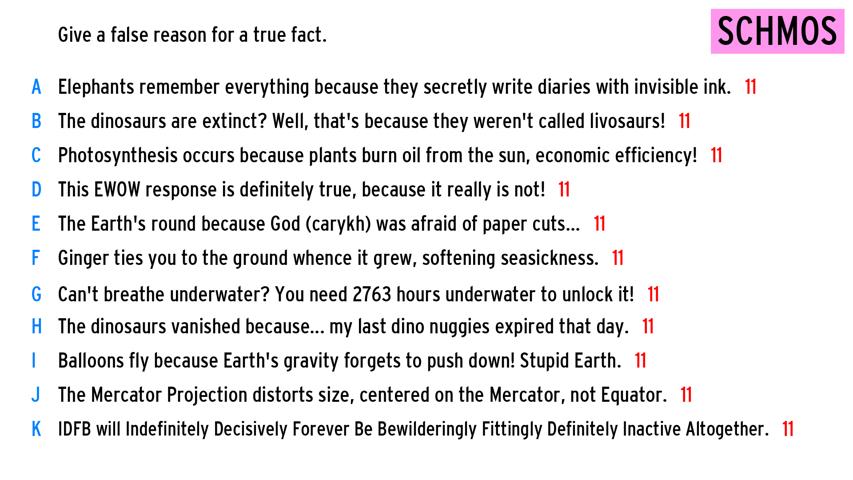 Give a false reason for a true fact.
SCHMOS
A Elephants remember everything because they secretly write diaries with invisible ink. 11
B The dinosaurs are extinct? Well, that's because they weren't called livosaurs! 11
C Photosynthesis occurs because plants burn oil from the sun, economic efficiency! 11
D This EWOW response is definitely true, because it really is not! 11
E The Earth's round because God (carykh) was afraid of paper cuts... 11
F Ginger ties you to the ground whence it grew, softening seasickness. 11
G Can't breathe underwater? You need 2763 hours underwater to unlock it! 11
H The dinosaurs vanished because... my last dino nuggies expired that day. 11
I Balloons fly because Earth's gravity forgets to push down! Stupid Earth. 11
J The Mercator Projection distorts size, centered on the Mercator, not Equator. 11
K IDFB will Indefinitely Decisively Forever Be Bewilderingly Fittingly Definitely Inactive Altogether. 11